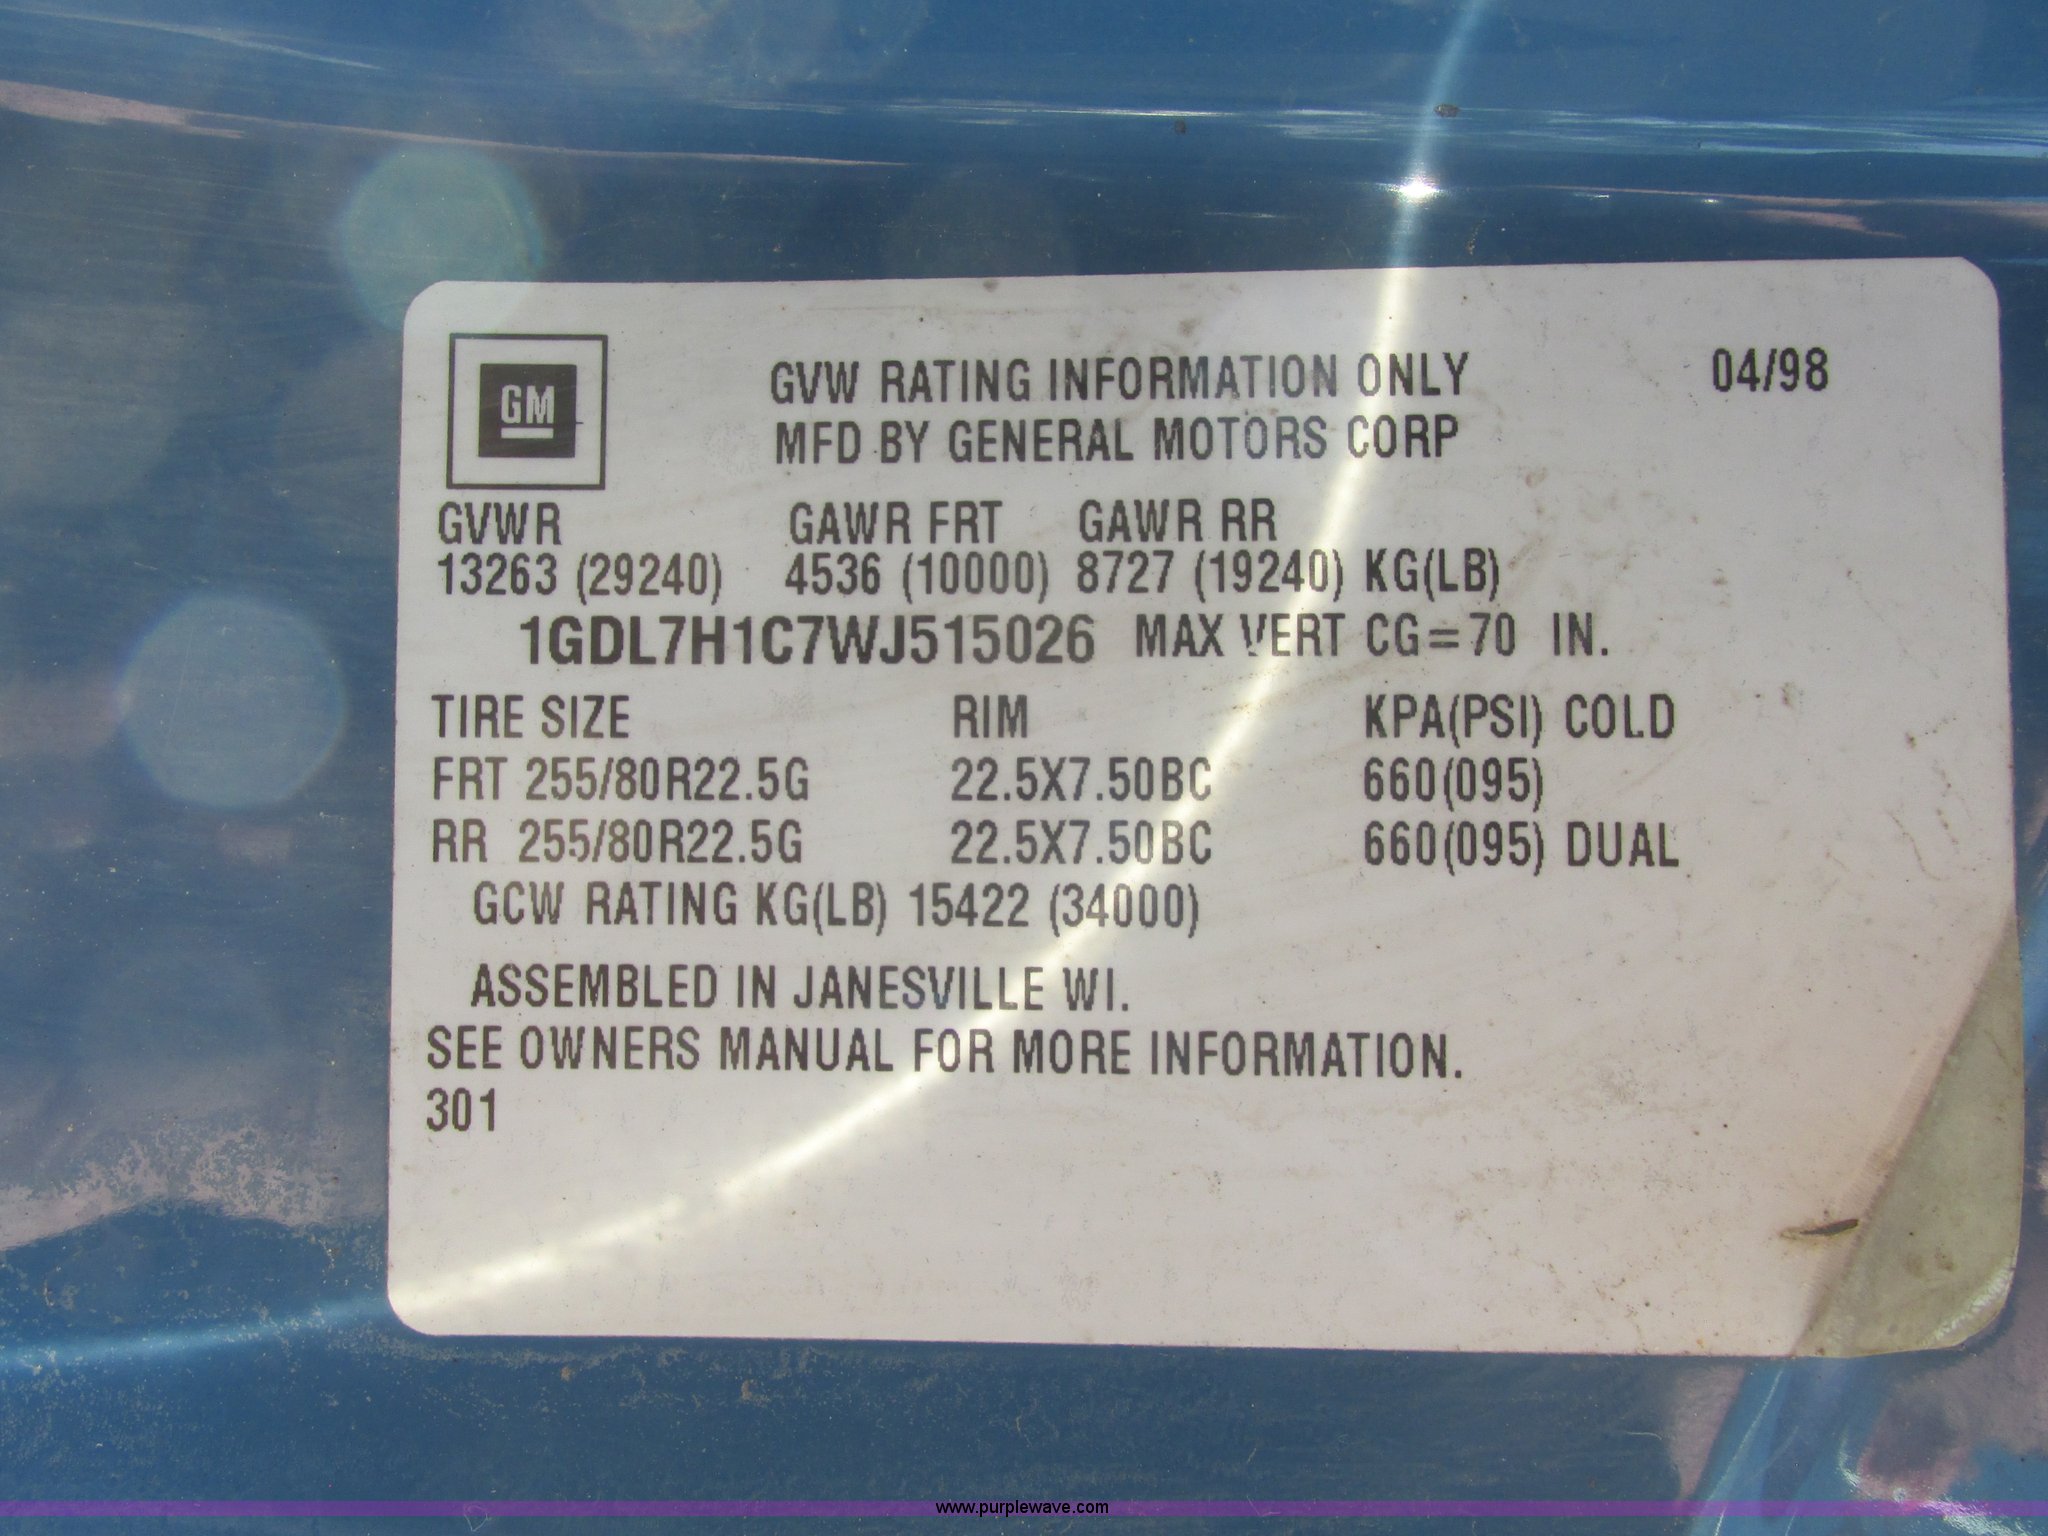 GM
GVW RATING INFORMATION ONLY 04/98
MFD BY GENERAL MOTORS CORP
GVWR GAWR FRT GAWR RR
13263 (29240) 4536 (10000) 8727 (19240) KG(LB)
1GDL7H1C7WJ515026 MAX VERT CG=70 IN.
TIRE SIZE RIM KPA(PSI) COLD
FRT 255/80R22.5G 22.5X7.50BC 660(095)
RR 255/80R22.5G 22.5X7.50BC 660(095) DUAL
GCW RATING KG(LB) 15422 (34000)
ASSEMBLED IN JANESVILLE WI.
SEE OWNERS MANUAL FOR MORE INFORMATION.
301
www.purplewave.com